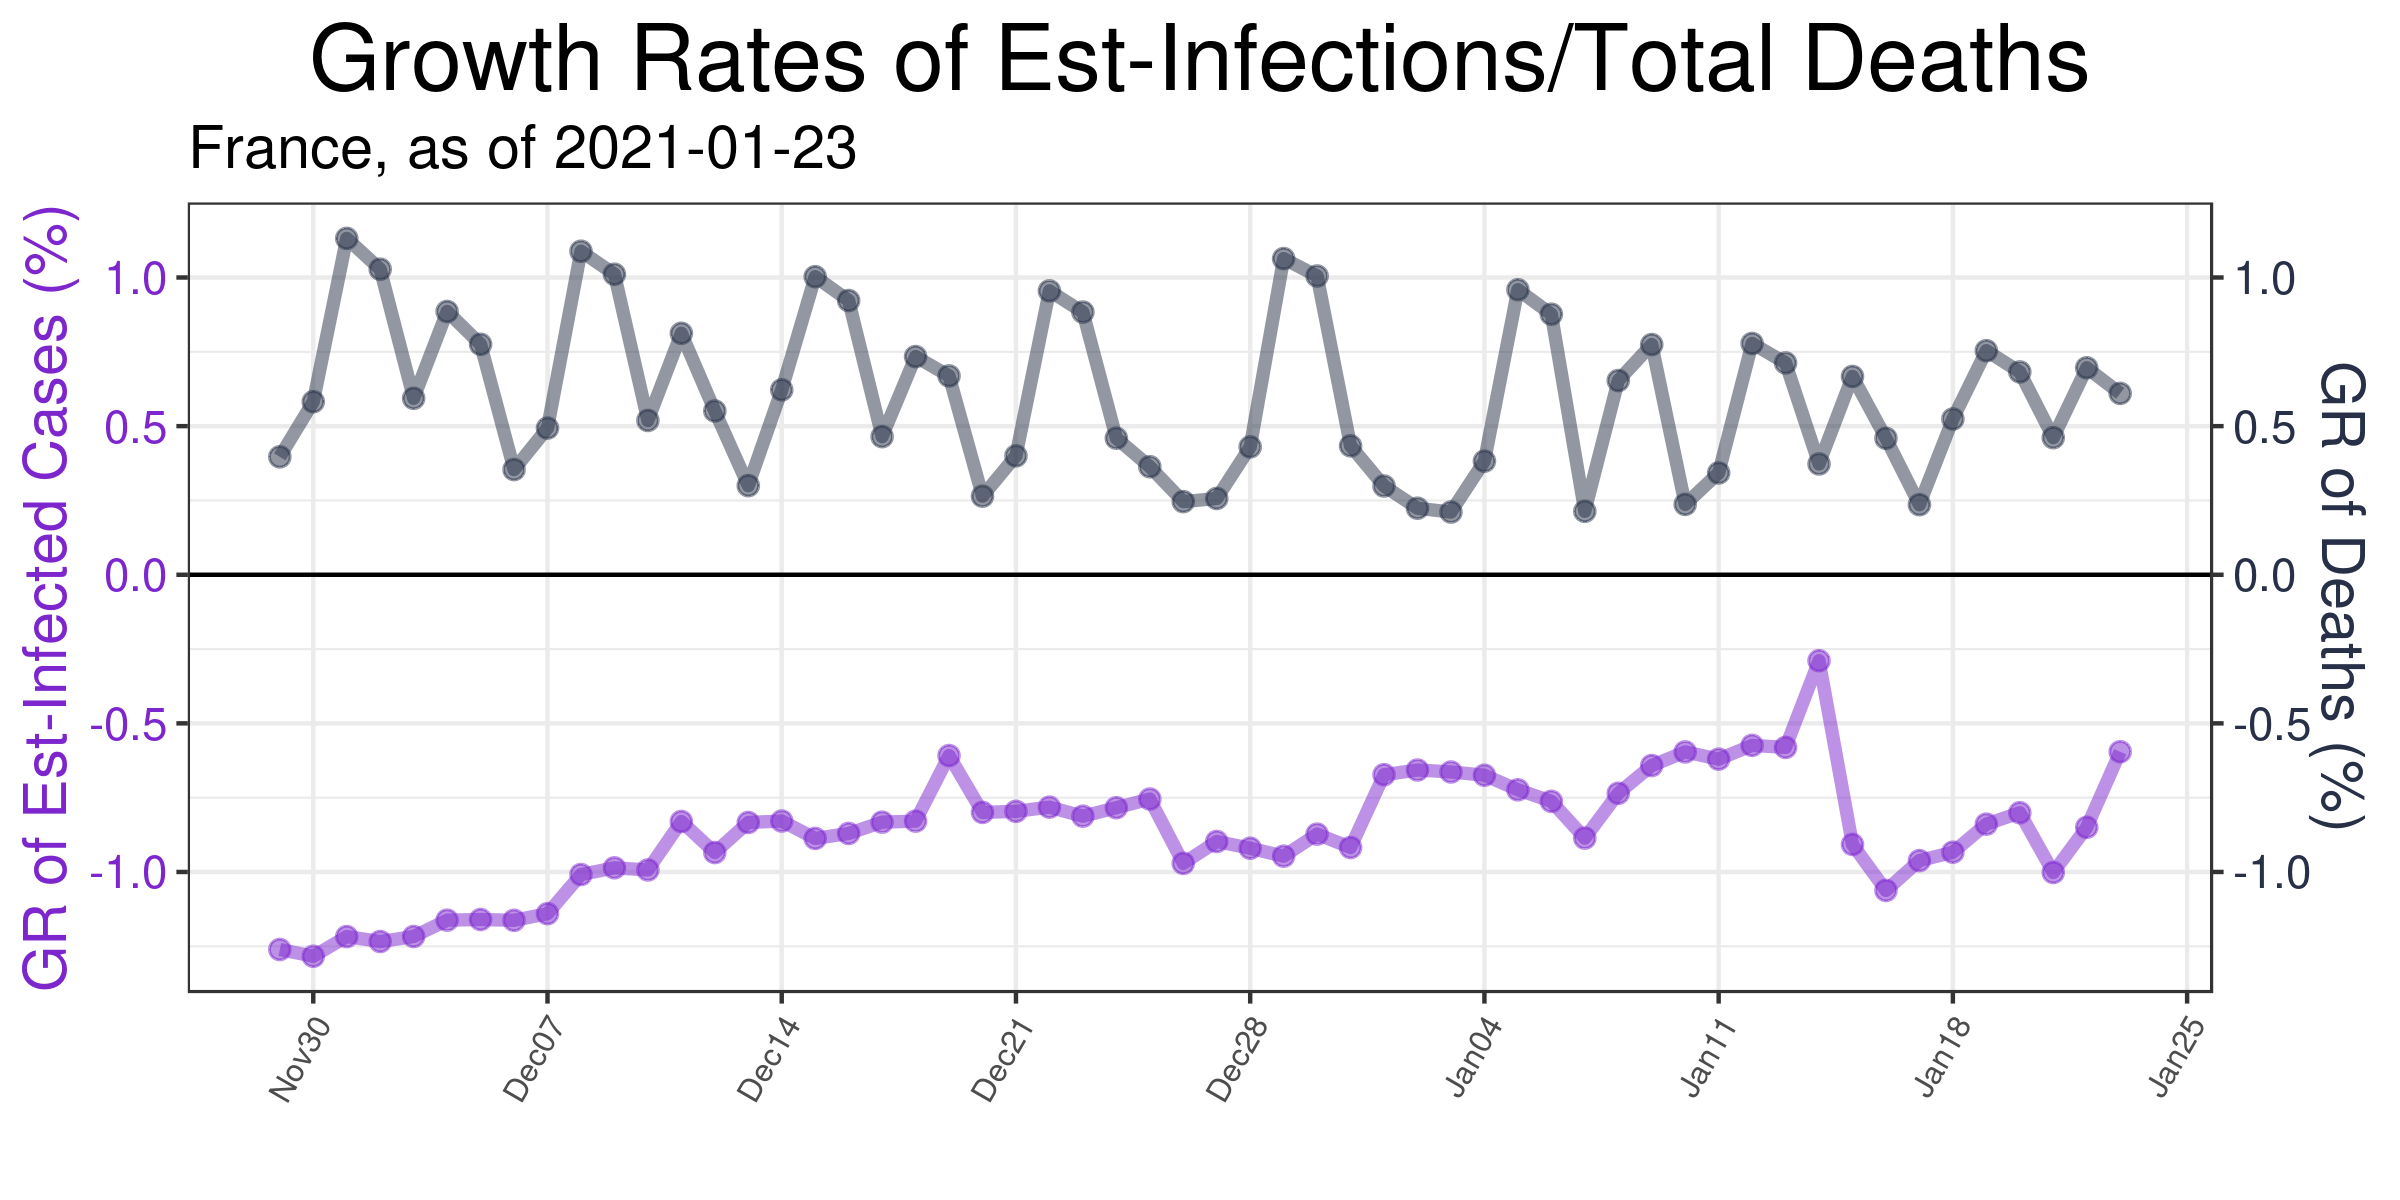 Growth Rates of Est-Infections/Total Deaths
France, as of 2021-01-23
GR of Est-Infected Cases (%)
1.0
0.5
0.0
-0.5
-1.0
1.0
0.5
0.0
-0.5
-1.0
GR of Deaths (%)
Nov30
Dec07
Dec14
Dec21
Dec28
Jan04
Jan11
Jan18
Jan25